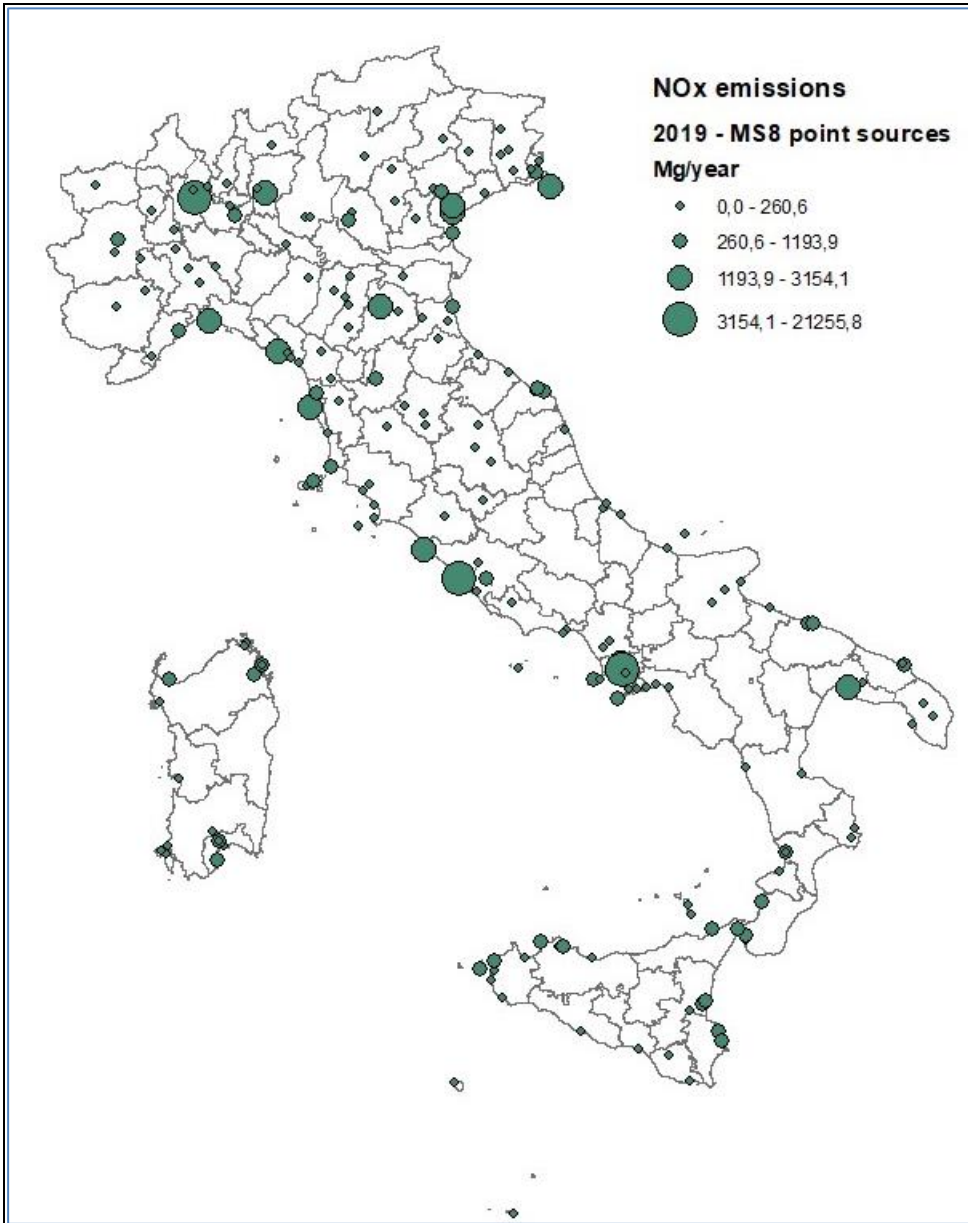 NOx emissions
2019 - MS8 point sources
Mg/year
0,0 - 260,6
260,6 - 1193,9
1193,9 - 3154,1
3154,1 - 21255,8